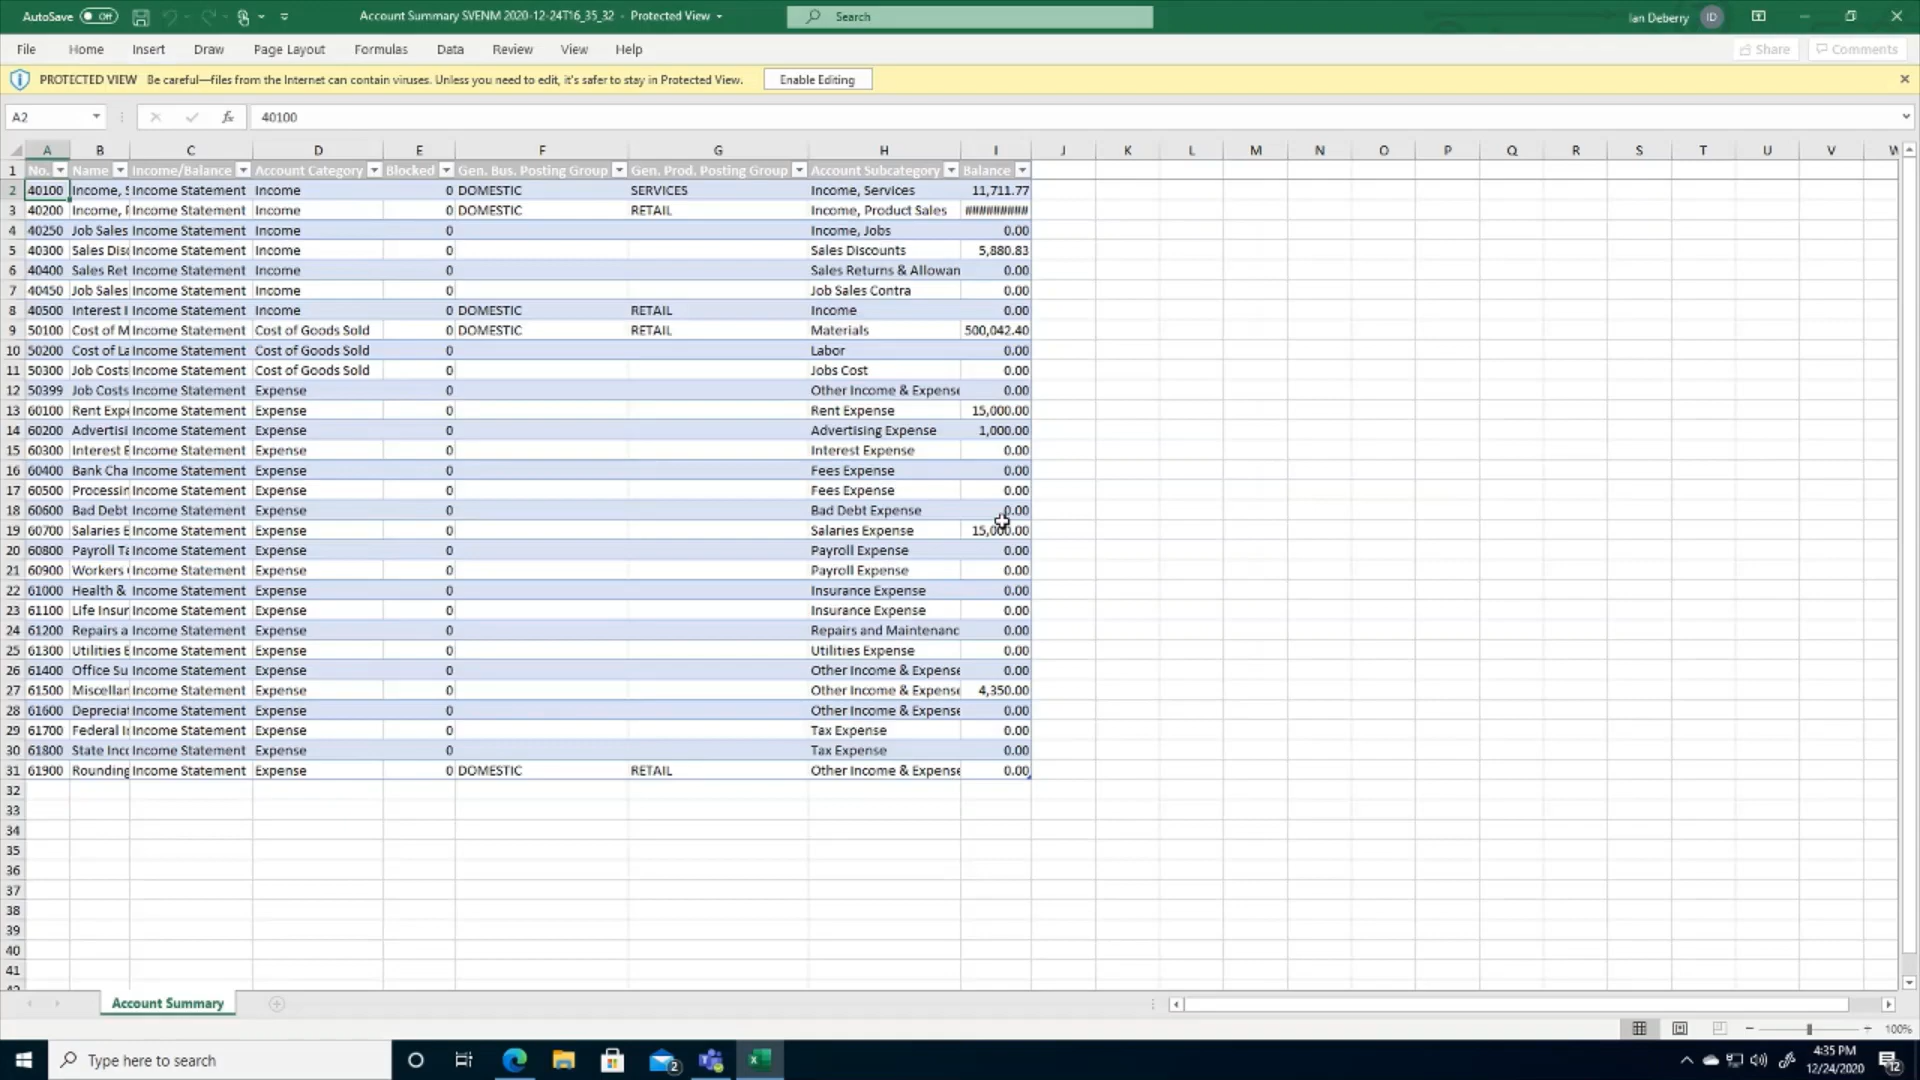 AutoSave Off Account Summary SVENM 2020-12-24T16_35_32 - Protected View Search Ian Deberry ID
File Home Insert Draw Page Layout Formulas Data Review View Help Share Comments
PROTECTED VIEW Be careful—files from the Internet can contain viruses. Unless you need to edit, it's safer to stay in Protected View. Enable Editing
A2 fx 40100
A B C D E F G H I J K L M N O P Q R S T U V W
1 No. Name Income/Balance Account Category Blocked Gen. Bus. Posting Group Gen. Prod. Posting Group Account Subcategory Balance
2 40100 Income, S Income Statement Income 0 DOMESTIC SERVICES Income, Services 11,711.77
3 40200 Income, P Income Statement Income 0 DOMESTIC RETAIL Income, Product Sales #########
4 40250 Job Sales Income Statement Income 0 Income, Jobs 0.00
5 40300 Sales Disc Income Statement Income 0 Sales Discounts 5,880.83
6 40400 Sales Ret Income Statement Income 0 Sales Returns & Allowan 0.00
7 40450 Job Sales Income Statement Income 0 Job Sales Contra 0.00
8 40500 Interest I Income Statement Income 0 DOMESTIC RETAIL Income 0.00
9 50100 Cost of M Income Statement Cost of Goods Sold 0 DOMESTIC RETAIL Materials 500,042.40
10 50200 Cost of La Income Statement Cost of Goods Sold 0 Labor 0.00
11 50300 Job Costs Income Statement Cost of Goods Sold 0 Jobs Cost 0.00
12 50399 Job Costs Income Statement Expense 0 Other Income & Expense 0.00
13 60100 Rent Expe Income Statement Expense 0 Rent Expense 15,000.00
14 60200 Advertisi Income Statement Expense 0 Advertising Expense 1,000.00
15 60300 Interest E Income Statement Expense 0 Interest Expense 0.00
16 60400 Bank Cha Income Statement Expense 0 Fees Expense 0.00
17 60500 Processin Income Statement Expense 0 Fees Expense 0.00
18 60600 Bad Debt Income Statement Expense 0 Bad Debt Expense 0.00
19 60700 Salaries E Income Statement Expense 0 Salaries Expense 15,000.00
20 60800 Payroll Ta Income Statement Expense 0 Payroll Expense 0.00
21 60900 Workers Income Statement Expense 0 Payroll Expense 0.00
22 61000 Health & Income Statement Expense 0 Insurance Expense 0.00
23 61100 Life Insur Income Statement Expense 0 Insurance Expense 0.00
24 61200 Repairs a Income Statement Expense 0 Repairs and Maintenanc 0.00
25 61300 Utilities E Income Statement Expense 0 Utilities Expense 0.00
26 61400 Office Su Income Statement Expense 0 Other Income & Expense 0.00
27 61500 Miscellan Income Statement Expense 0 Other Income & Expense 4,350.00
28 61600 Depreciat Income Statement Expense 0 Other Income & Expense 0.00
29 61700 Federal I Income Statement Expense 0 Tax Expense 0.00
30 61800 State Inco Income Statement Expense 0 Tax Expense 0.00
31 61900 Rounding Income Statement Expense 0 DOMESTIC RETAIL Other Income & Expense 0.00
32
33
34
35
36
37
38
39
40
41
Account Summary
100%
Type here to search 2 4:35 PM
12/24/2020 12